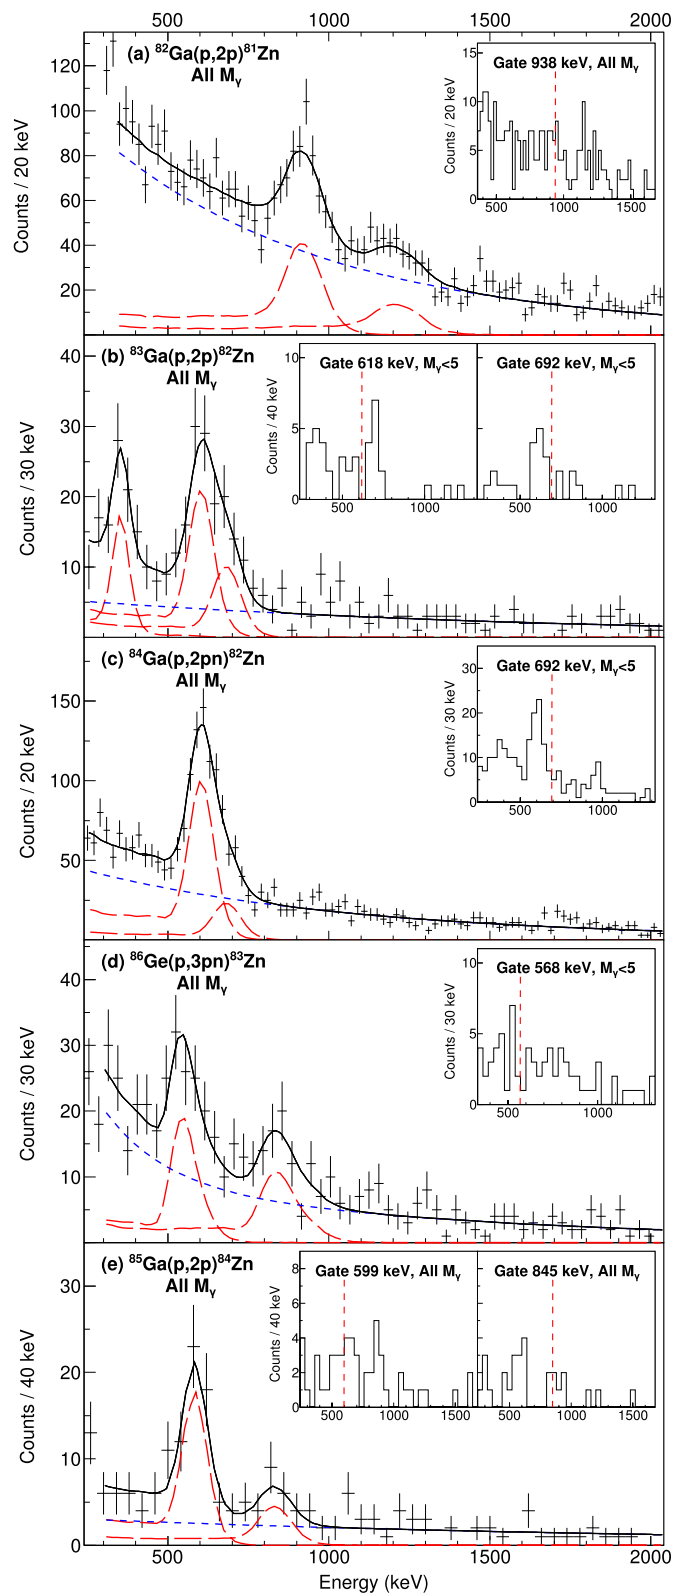 500 1000 1500 2000
(a) ⁸²Ga(p,2p)⁸¹Zn
All Mγ
Counts / 20 keV
120
100
80
60
40
20
Gate 938 keV, All Mγ
Counts / 20 keV
15
10
5
0
500 1000 1500
(b) ⁸³Ga(p,2p)⁸²Zn
All Mγ
Counts / 30 keV
40
30
20
10
Gate 618 keV, Mγ<5
Counts / 40 keV
10
5
0
500 1000
Gate 692 keV, Mγ<5
500 1000
(c) ⁸⁴Ga(p,2pn)⁸²Zn
All Mγ
Counts / 20 keV
150
100
50
Gate 692 keV, Mγ<5
Counts / 30 keV
30
20
10
0
500 1000
(d) ⁸⁶Ge(p,3pn)⁸³Zn
All Mγ
Counts / 30 keV
40
30
20
10
Gate 568 keV, Mγ<5
Counts / 30 keV
10
5
0
500 1000
(e) ⁸⁵Ga(p,2p)⁸⁴Zn
All Mγ
Counts / 40 keV
40
30
20
10
0
Gate 599 keV, All Mγ
Counts / 40 keV
8
6
4
2
0
500 1000 1500
Gate 845 keV, All Mγ
500 1000 1500
500 1000 1500 2000
Energy (keV)